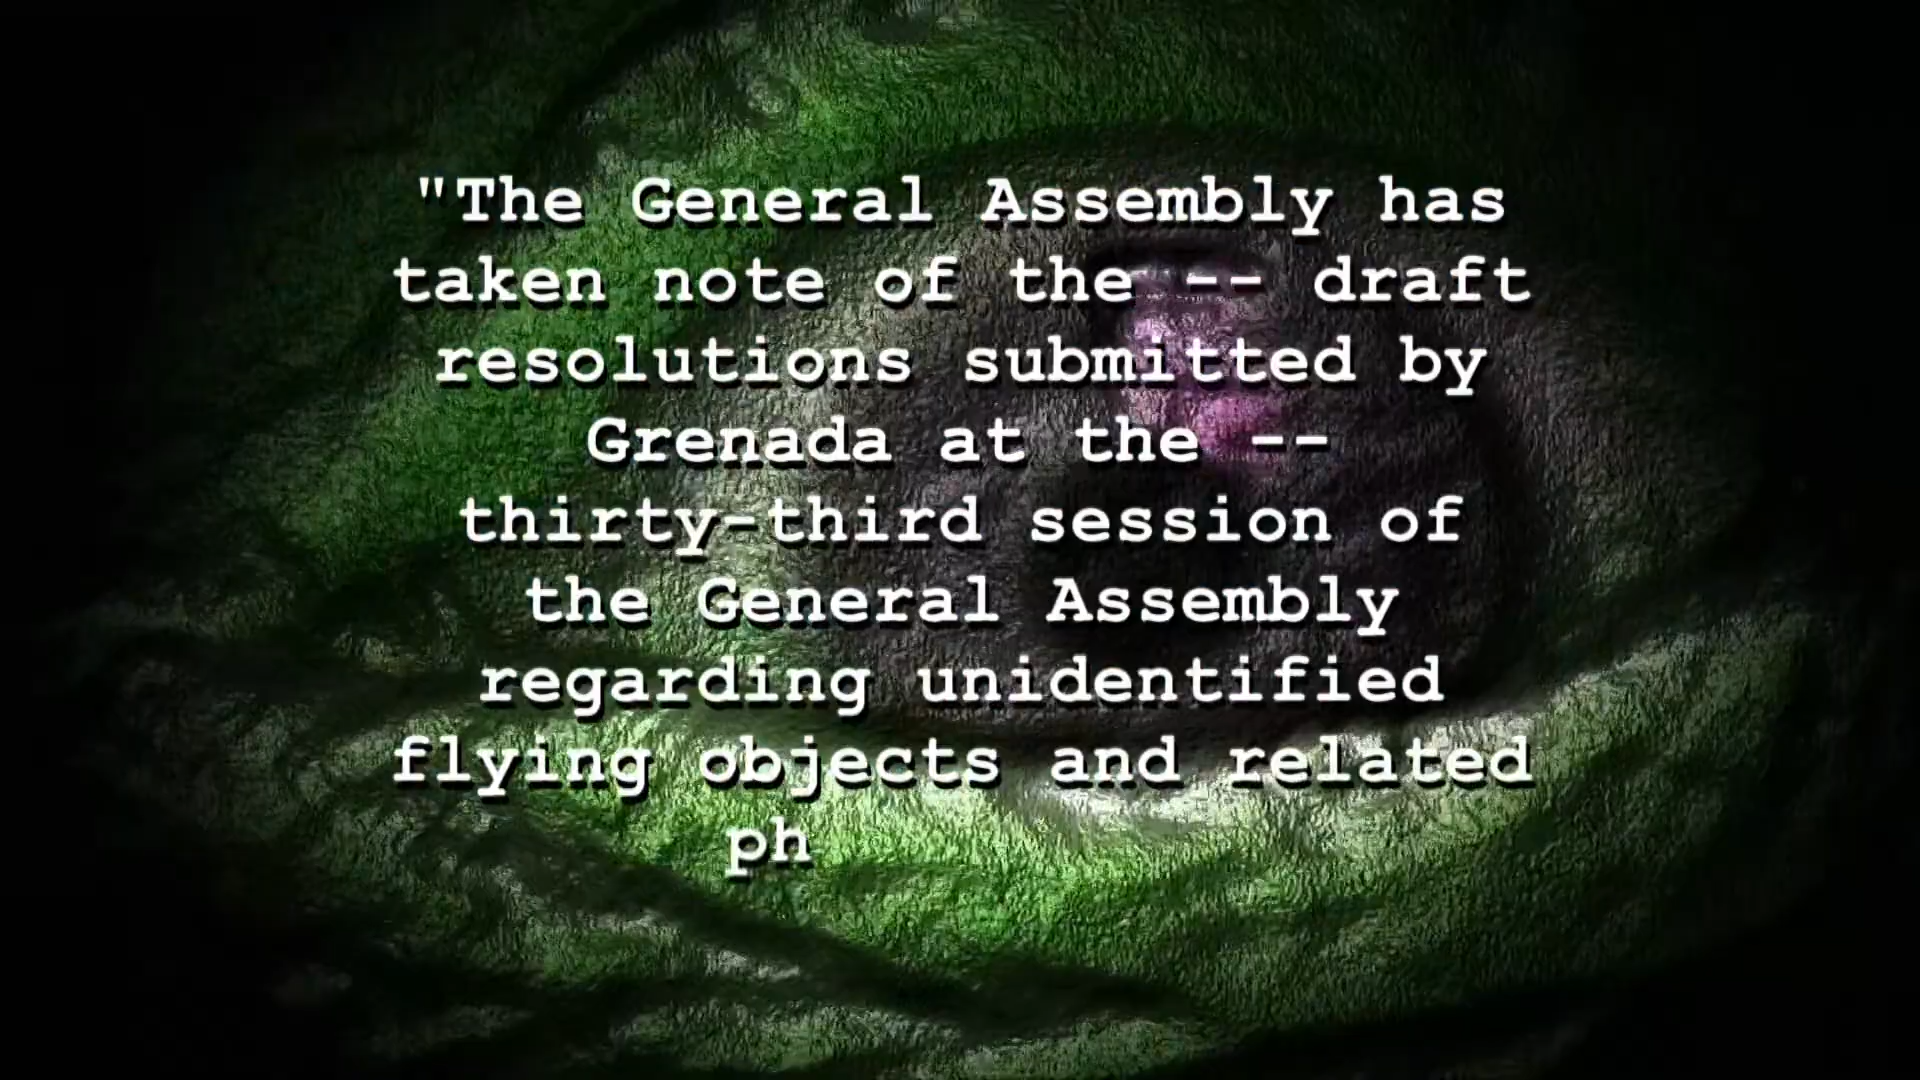 "The General Assembly has
taken note of the -- draft
resolutions submitted by
Grenada at the --
thirty-third session of
the General Assembly
regarding unidentified
flying objects and related
ph